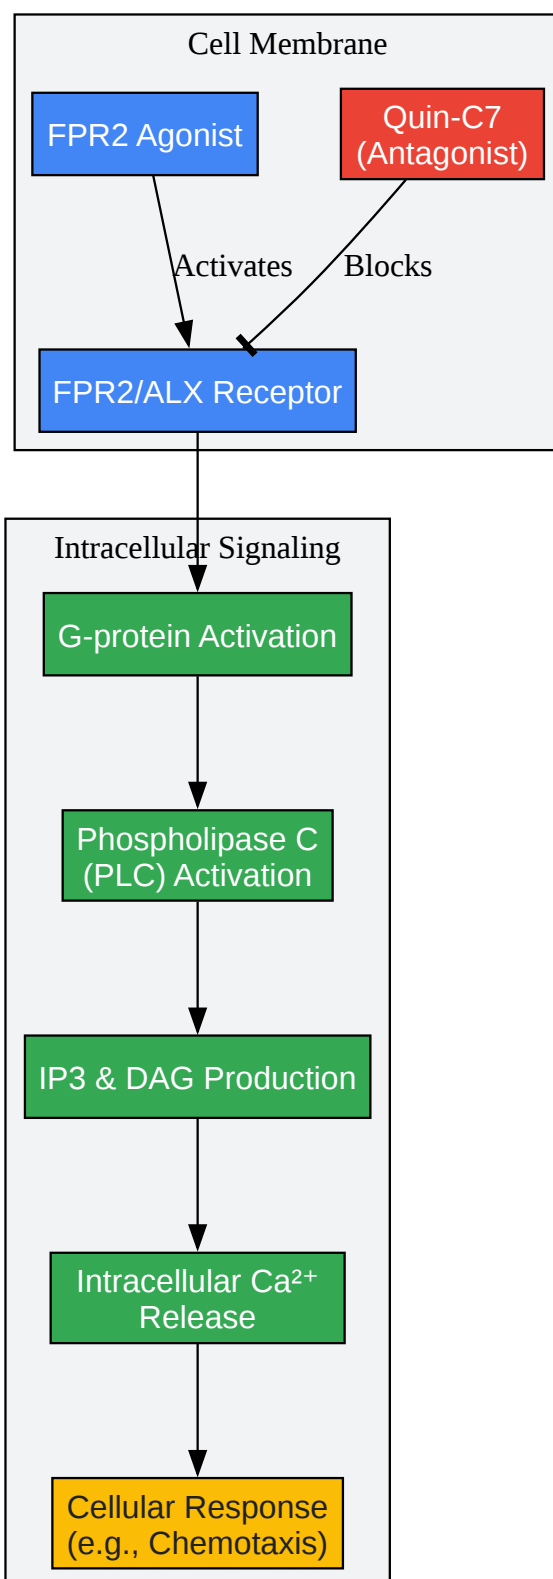 Cell Membrane
FPR2 Agonist
Quin-C7
(Antagonist)
Activates
Blocks
FPR2/ALX Receptor
Intracellular Signaling
G-protein Activation
Phospholipase C
(PLC) Activation
IP3 & DAG Production
Intracellular Ca²⁺
Release
Cellular Response
(e.g., Chemotaxis)